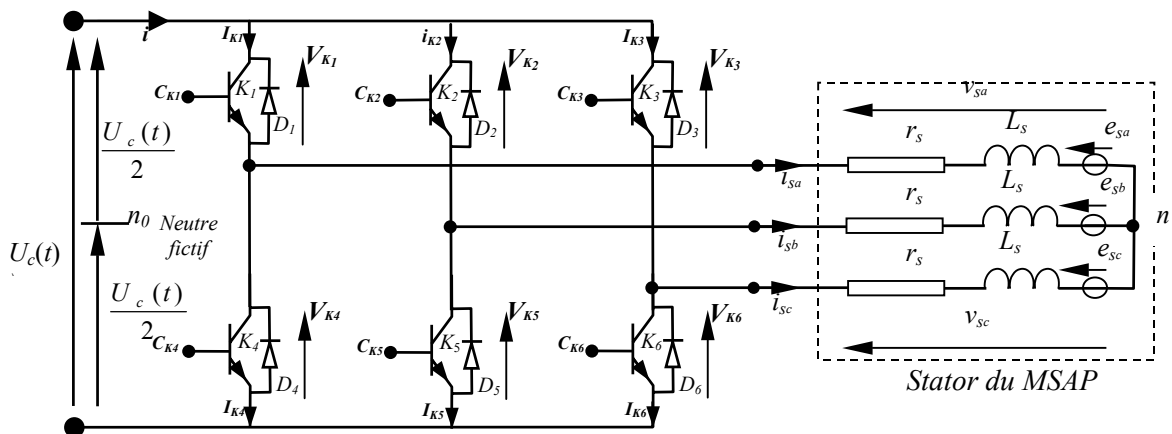 i
I_K1
i_K2
I_K3
V_K1
V_K2
V_K3
C_K1
K_1
D_1
C_K2
K_2
D_2
C_K3
K_3
D_3
v_sa
U_c(t)
2
r_s
L_s
e_sa
i_sa
n_0 Neutre
fictif
r_s
L_s
e_sb
n
i_sb
U_c(t)
r_s
L_s
e_sc
i_sc
U_c(t)
2
V_K4
V_K5
V_K6
v_sc
C_K4
K_4
D_4
C_K5
K_5
D_5
C_K6
K_6
D_6
I_K4
I_K5
I_K6
Stator du MSAP